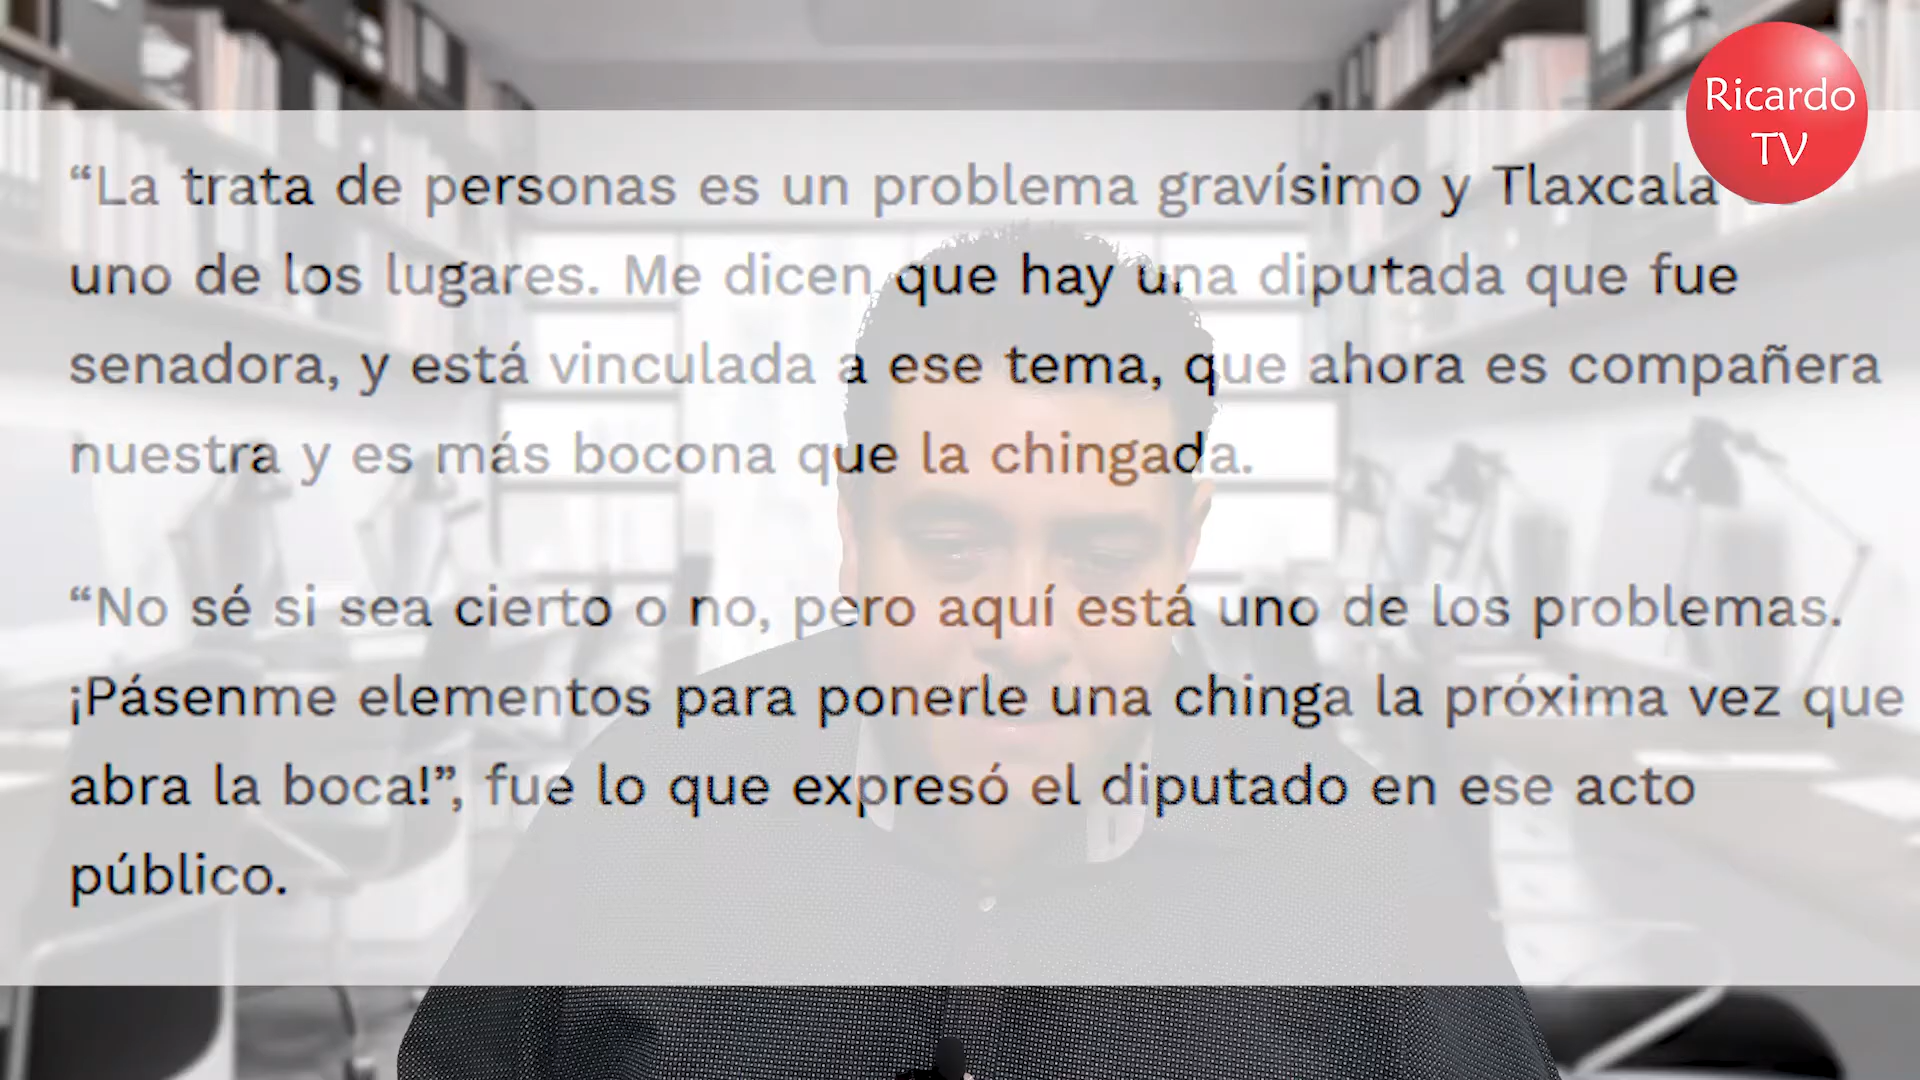 Ricardo
TV
“La trata de personas es un problema gravísimo y Tlaxcala
uno de los lugares. Me dicen que hay una diputada que fue
senadora, y está vinculada a ese tema, que ahora es compañera
nuestra y es más bocona que la chingada.
“No sé si sea cierto o no, pero aquí está uno de los problemas.
¡Pásenme elementos para ponerle una chinga la próxima vez que
abra la boca!”, fue lo que expresó el diputado en ese acto
público.